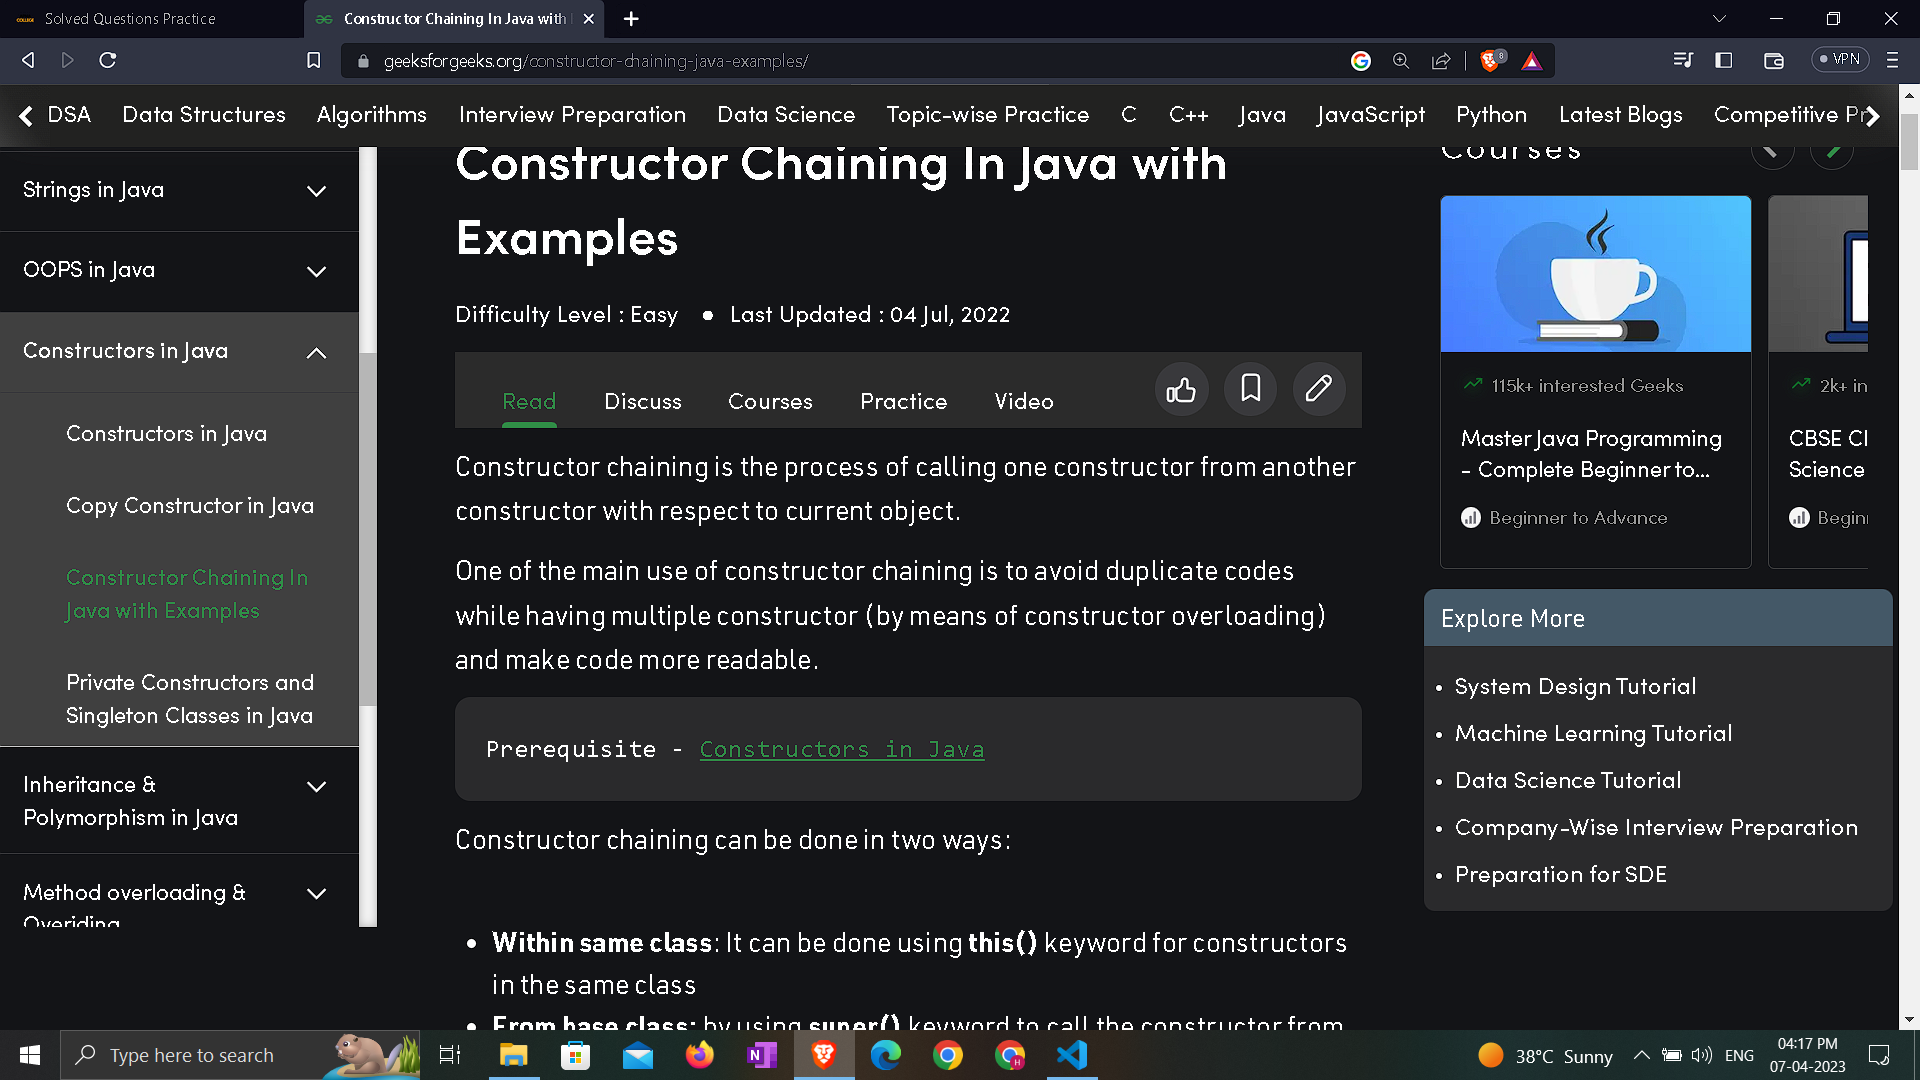 Solved Questions Practice
Constructor Chaining In Java with
geeksforgeeks.org/constructor-chaining-java-examples/
8
VPN
DSA Data Structures Algorithms Interview Preparation Data Science Topic-wise Practice C C++ Java JavaScript Python Latest Blogs Competitive Pr
Strings in Java
OOPS in Java
Constructors in Java
Constructors in Java
Copy Constructor in Java
Constructor Chaining In
Java with Examples
Private Constructors and
Singleton Classes in Java
Inheritance &
Polymorphism in Java
Method overloading &
Overiding
Constructor Chaining In Java with
Examples
Difficulty Level : Easy • Last Updated : 04 Jul, 2022
Read Discuss Courses Practice Video
Constructor chaining is the process of calling one constructor from another
constructor with respect to current object.
One of the main use of constructor chaining is to avoid duplicate codes
while having multiple constructor (by means of constructor overloading)
and make code more readable.
Prerequisite - Constructors in Java
Constructor chaining can be done in two ways:
• Within same class: It can be done using this() keyword for constructors
in the same class
• From base class: by using super() keyword to call the constructor from
Courses
115k+ interested Geeks
Master Java Programming
- Complete Beginner to...
Beginner to Advance
2k+ in
CBSE Cl
Science
Beginn
Explore More
• System Design Tutorial
• Machine Learning Tutorial
• Data Science Tutorial
• Company-Wise Interview Preparation
• Preparation for SDE
Type here to search
38°C Sunny
ENG
04:17 PM
07-04-2023